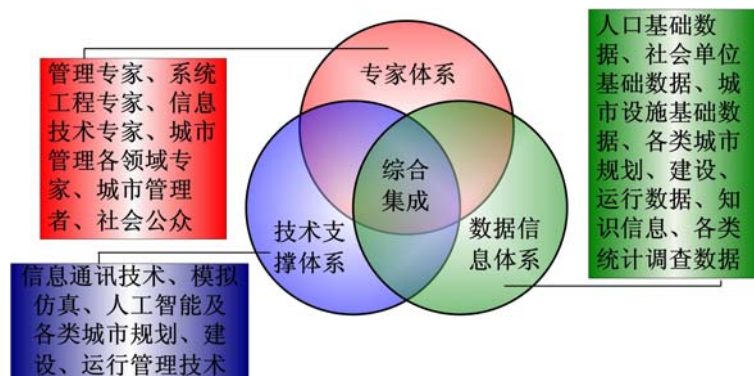 管理专家、系统
工程专家、信息
技术专家、城市
管理各领域专
家、城市管理
者、社会公众
专家体系
人口基础数
据、社会单位
基础数据、城
市设施基础数
据、各类城市
规划、建设、
运行数据、知
识信息、各类
统计调查数据
综合
集成
技术支
撑体系
数据信
息体系
信息通讯技术、模拟
仿真、人工智能及
各类城市规划、建
设、运行管理技术